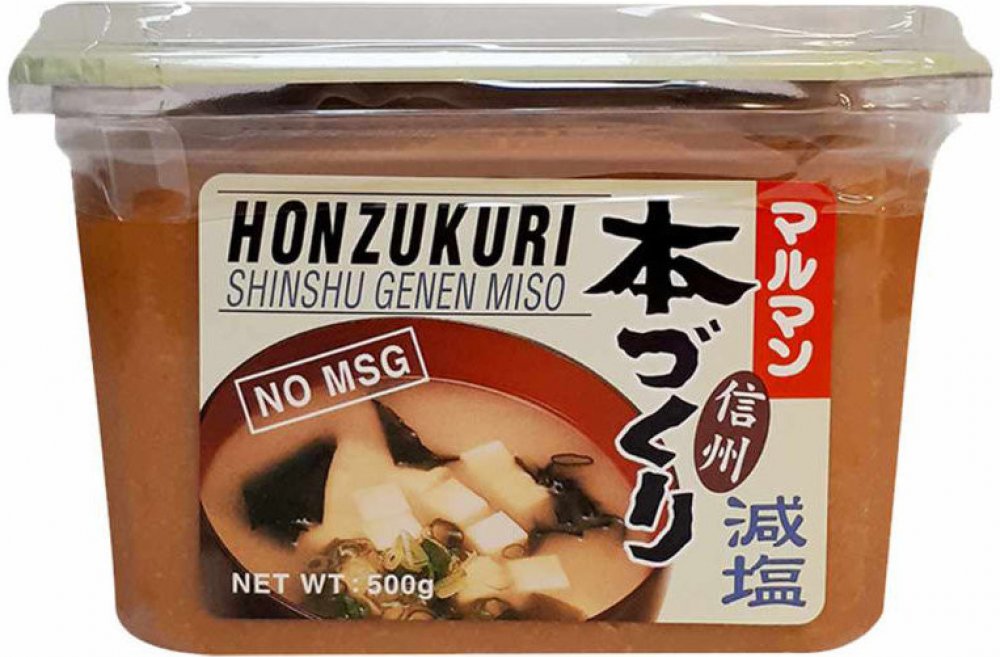 HONZUKURI
SHINSHU GENEN MISO
NO MSG
NET WT : 500g
本づくり
マルマン
信州
減塩